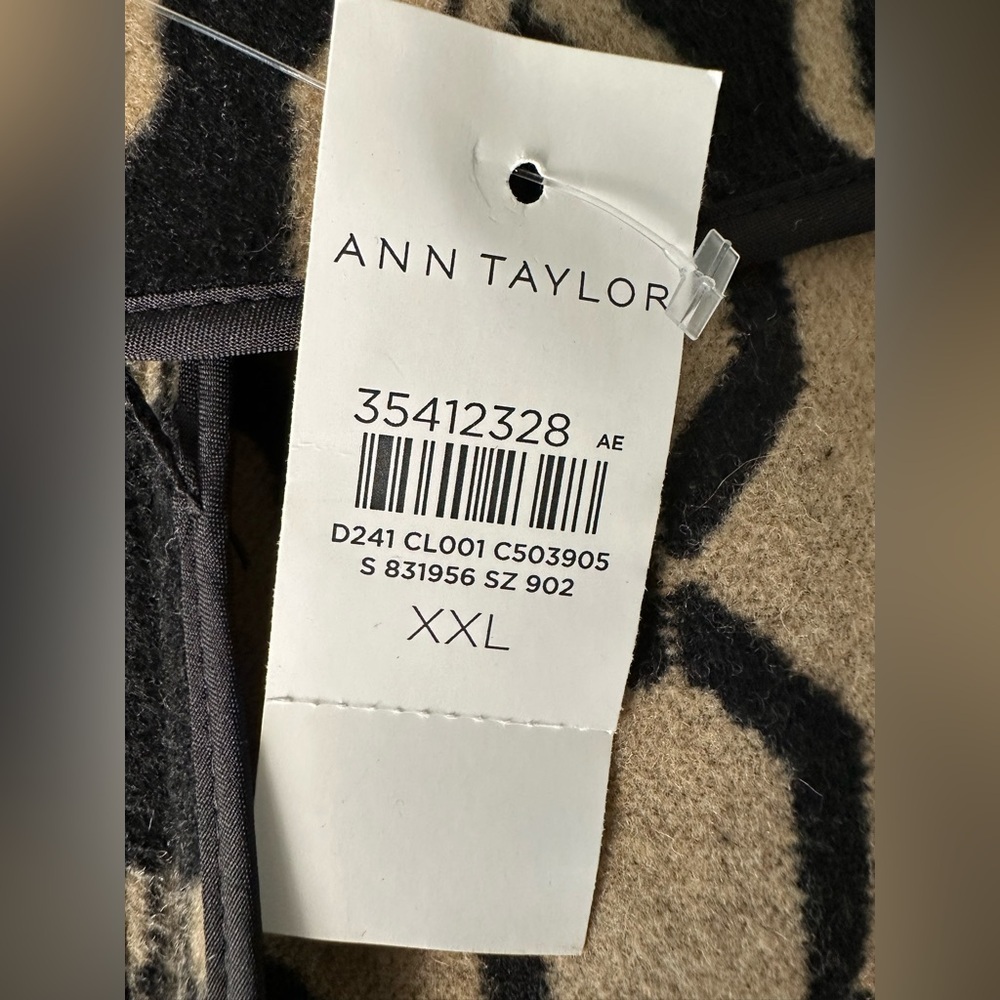 ANN TAYLOR
35412328 AE
D241 CL001 C503905
S 831956 SZ 902
XXL